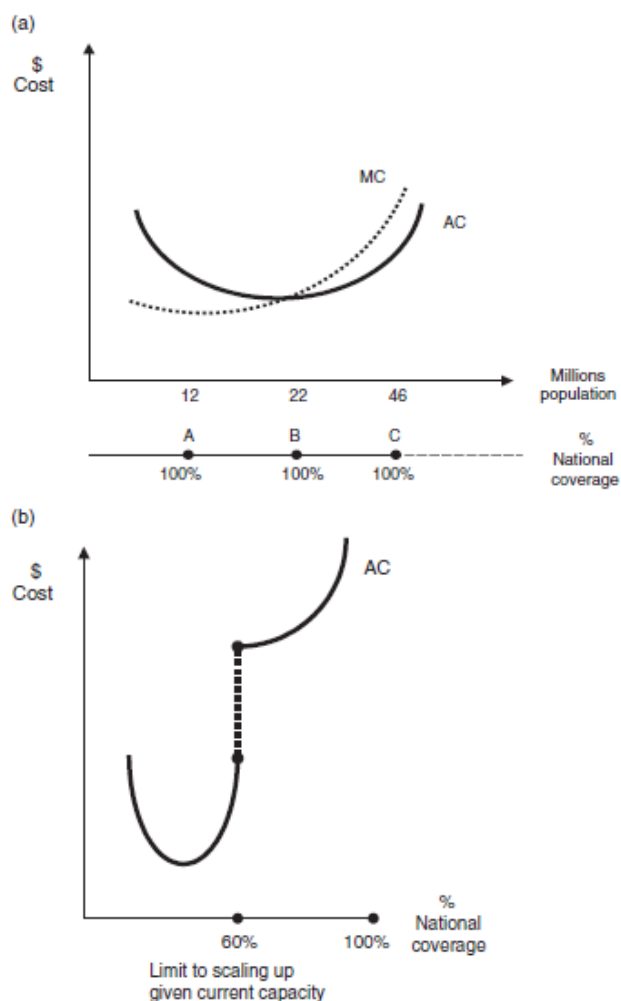 (a)
$
Cost
MC
AC
12
22
46
Millions
population
A
B
C
%
National
coverage
100%
100%
100%
(b)
$
Cost
AC
60%
100%
%
National
coverage
Limit to scaling up
given current capacity